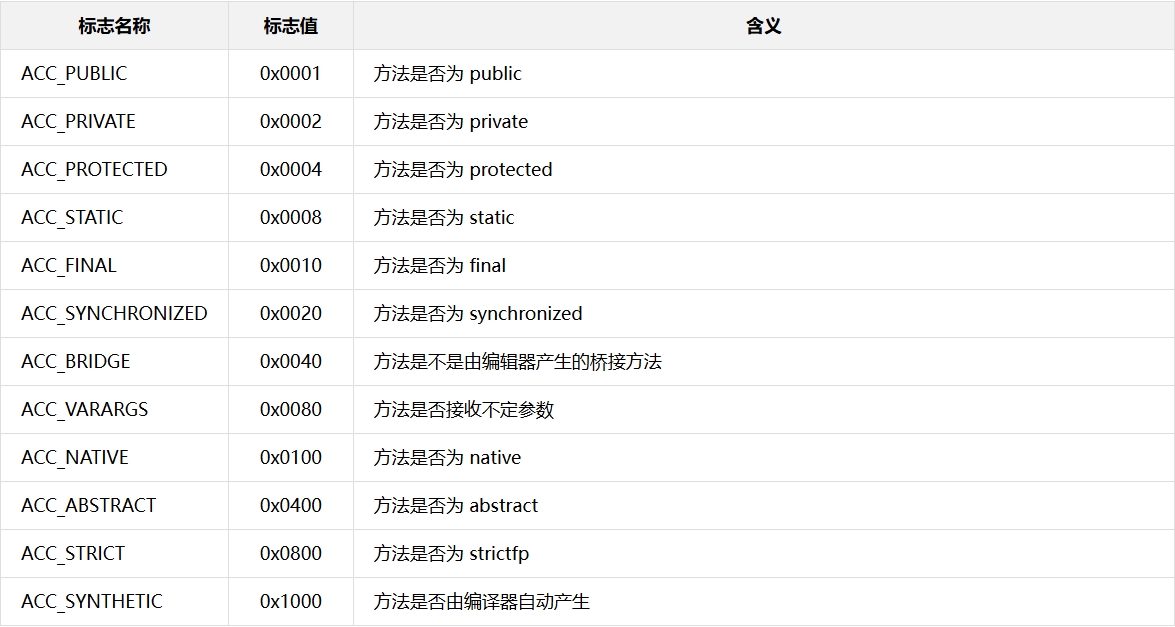 标志名称 标志值 含义
ACC_PUBLIC 0x0001 方法是否为 public
ACC_PRIVATE 0x0002 方法是否为 private
ACC_PROTECTED 0x0004 方法是否为 protected
ACC_STATIC 0x0008 方法是否为 static
ACC_FINAL 0x0010 方法是否为 final
ACC_SYNCHRONIZED 0x0020 方法是否为 synchronized
ACC_BRIDGE 0x0040 方法是不是由编辑器产生的桥接方法
ACC_VARARGS 0x0080 方法是否接收不定参数
ACC_NATIVE 0x0100 方法是否为 native
ACC_ABSTRACT 0x0400 方法是否为 abstract
ACC_STRICT 0x0800 方法是否为 strictfp
ACC_SYNTHETIC 0x1000 方法是否由编译器自动产生